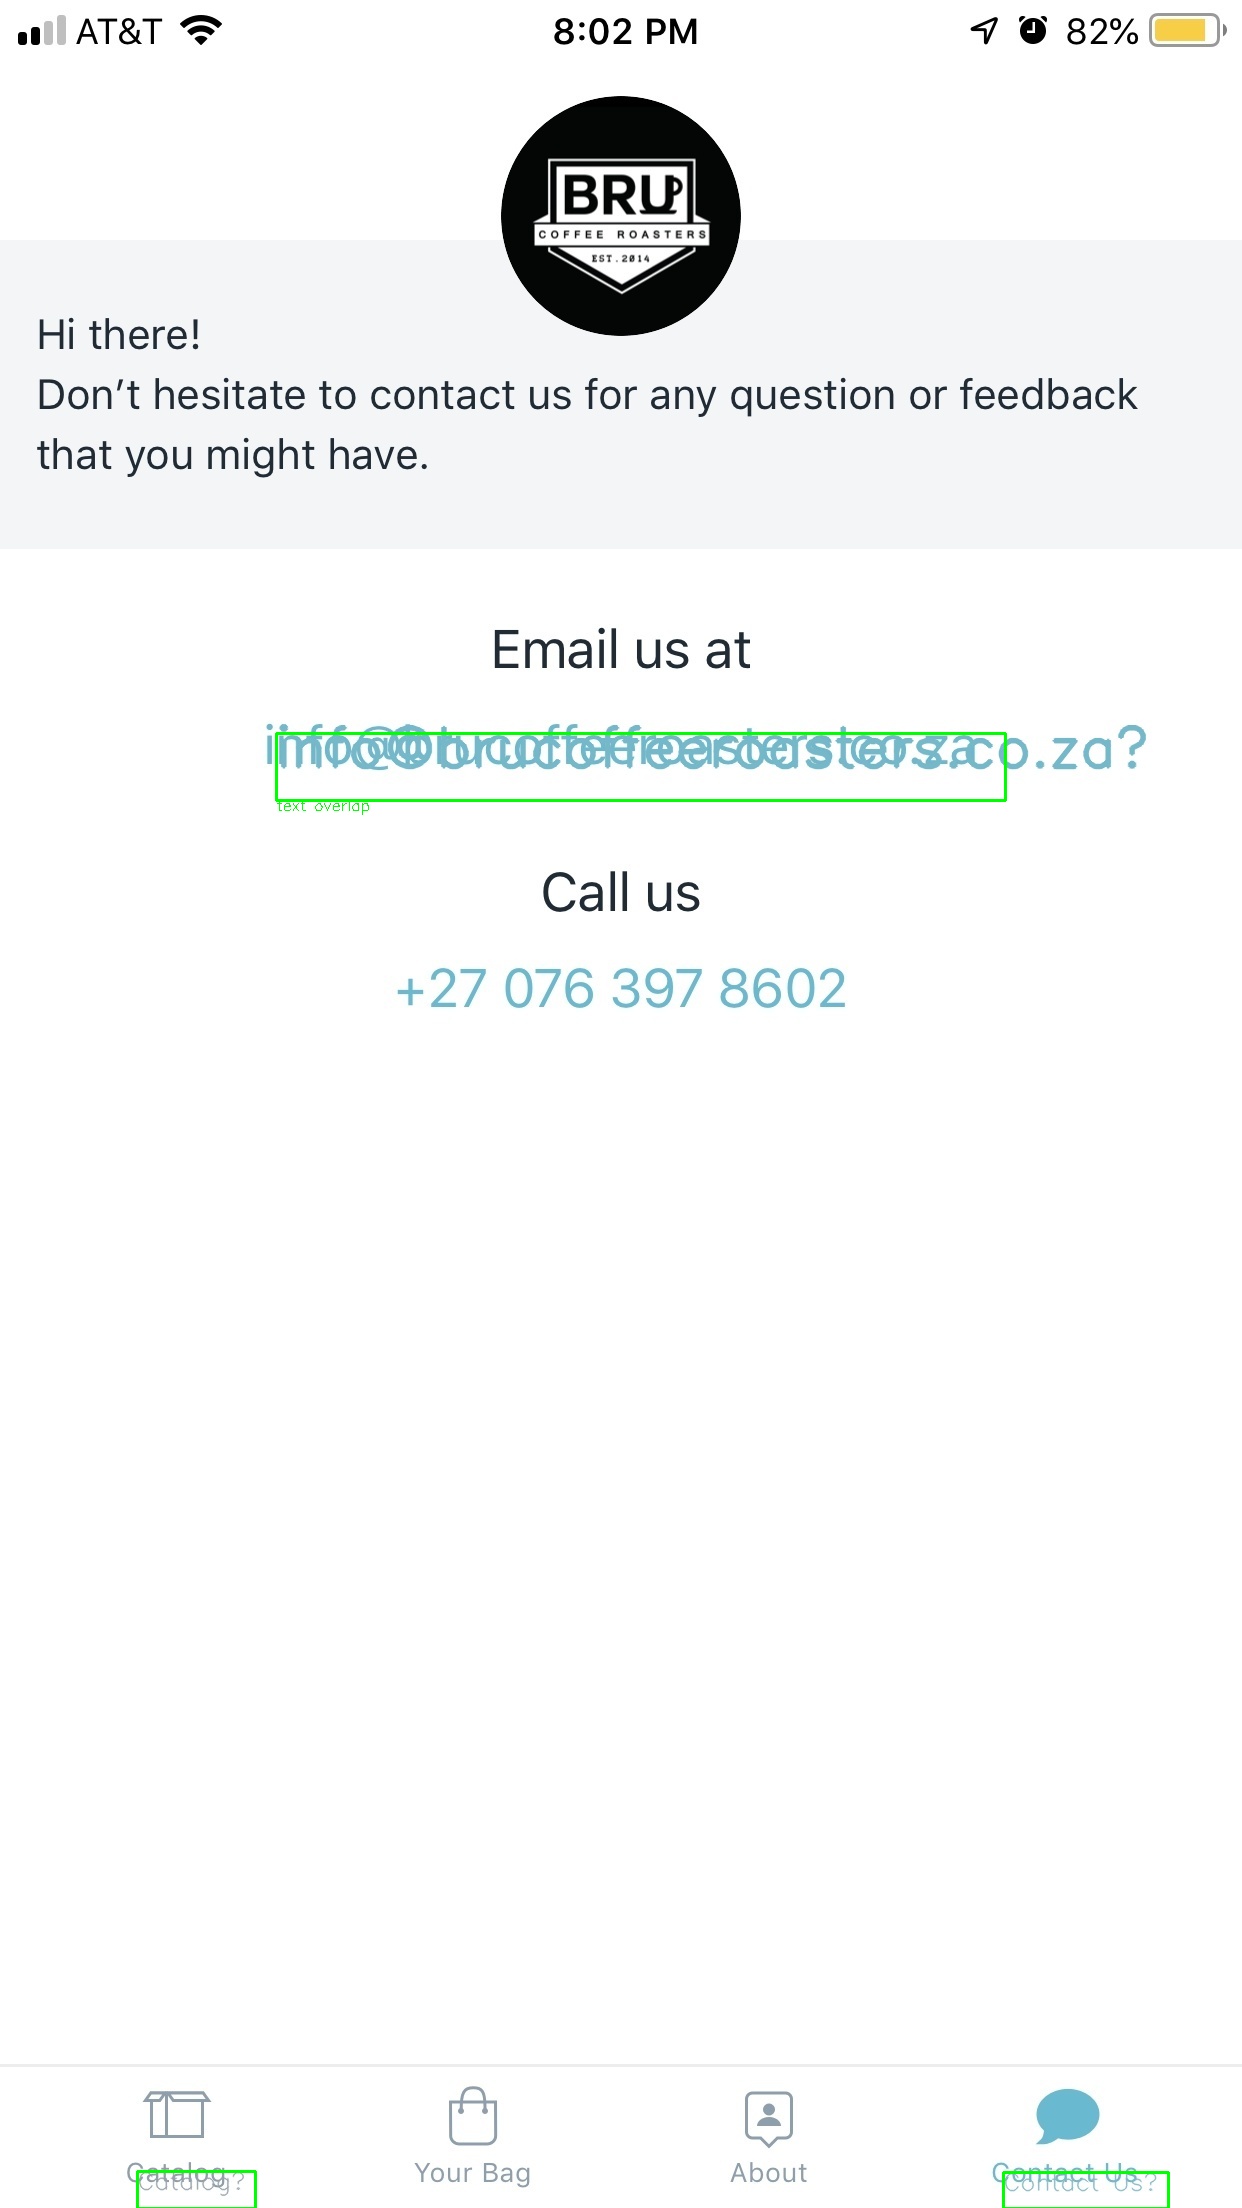 AT&T 8:02 PM 82%
BRU
COFFEE ROASTERS
EST.2014
Hi there!
Don't hesitate to contact us for any question or feedback
that you might have.
Email us at
info@brucoffeeroasters.co.za
info@brucoffeeroasters.co.za?
text overlap
Call us
+27 076 397 8602
Catalog Your Bag About Contact Us
Catalog? Contact Us?